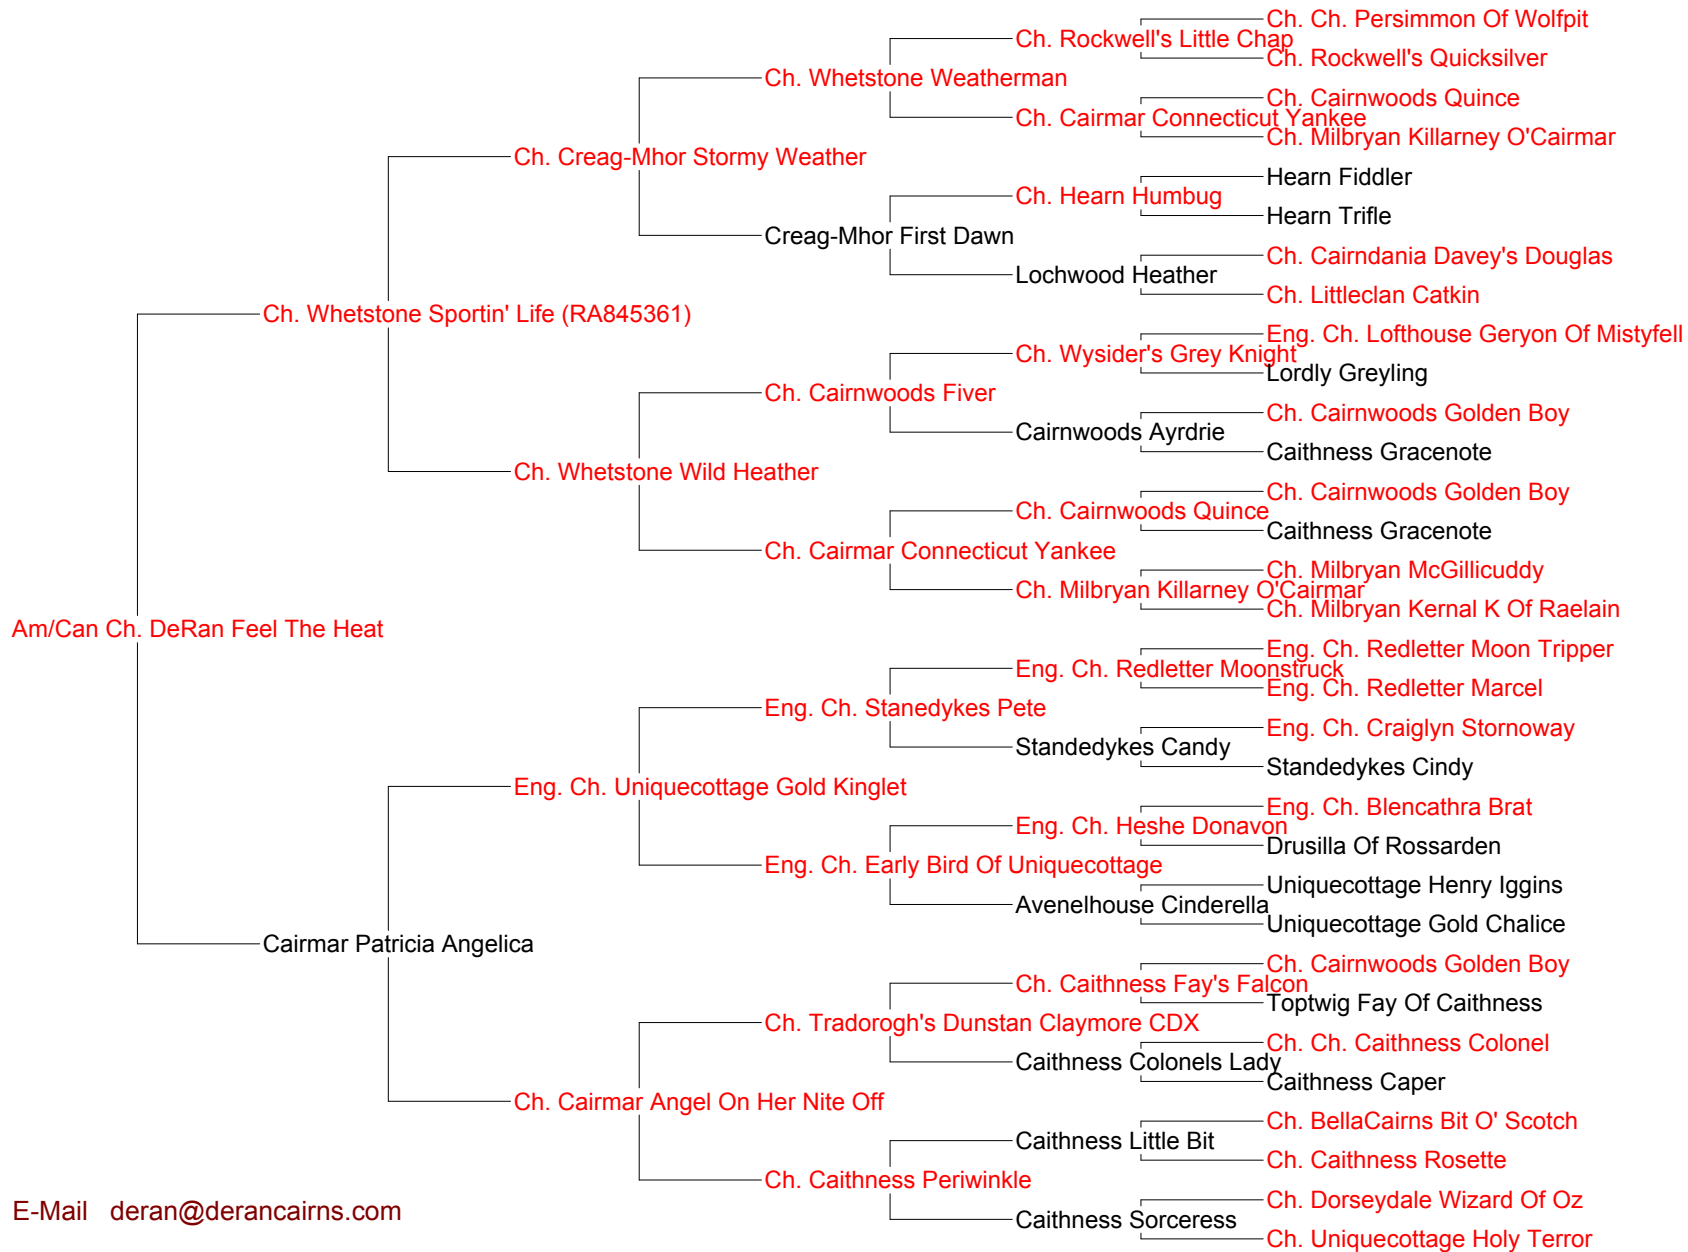 Ch. Ch. Persimmon Of Wolfpit
Ch. Rockwell's Little Chap
Ch. Rockwell's Quicksilver
Ch. Whetstone Weatherman
Ch. Cairnwoods Quince
Ch. Cairmar Connecticut Yankee
Ch. Milbryan Killarney O'Cairmar
Ch. Creag-Mhor Stormy Weather
Hearn Fiddler
Ch. Hearn Humbug
Hearn Trifle
Creag-Mhor First Dawn
Ch. Cairndania Davey's Douglas
Lochwood Heather
Ch. Littleclan Catkin
Ch. Whetstone Sportin' Life (RA845361)
Eng. Ch. Lofthouse Geryon Of Mistyfell
Ch. Wysider's Grey Knight
Lordly Greyling
Ch. Cairnwoods Fiver
Ch. Cairnwoods Golden Boy
Cairnwoods Ayrdrie
Caithness Gracenote
Ch. Whetstone Wild Heather
Ch. Cairnwoods Golden Boy
Ch. Cairnwoods Quince
Caithness Gracenote
Ch. Cairmar Connecticut Yankee
Ch. Milbryan McGillicuddy
Ch. Milbryan Killarney O'Cairmar
Ch. Milbryan Kernal K Of Raelain
Am/Can Ch. DeRan Feel The Heat
Eng. Ch. Redletter Moon Tripper
Eng. Ch. Redletter Moonstruck
Eng. Ch. Redletter Marcel
Eng. Ch. Stanedykes Pete
Eng. Ch. Craiglyn Stornoway
Standedykes Candy
Standedykes Cindy
Eng. Ch. Uniquecottage Gold Kinglet
Eng. Ch. Blencathra Brat
Eng. Ch. Heshe Donavon
Drusilla Of Rossarden
Eng. Ch. Early Bird Of Uniquecottage
Uniquecottage Henry Iggins
Avenelhouse Cinderella
Uniquecottage Gold Chalice
Cairmar Patricia Angelica
Ch. Cairnwoods Golden Boy
Ch. Caithness Fay's Falcon
Toptwig Fay Of Caithness
Ch. Tradorogh's Dunstan Claymore CDX
Ch. Ch. Caithness Colonel
Caithness Colonels Lady
Caithness Caper
Ch. Cairmar Angel On Her Nite Off
Ch. BellaCairns Bit O' Scotch
Caithness Little Bit
Ch. Caithness Rosette
Ch. Caithness Periwinkle
Ch. Dorseydale Wizard Of Oz
Caithness Sorceress
Ch. Uniquecottage Holy Terror
E-Mail deran@derancairns.com